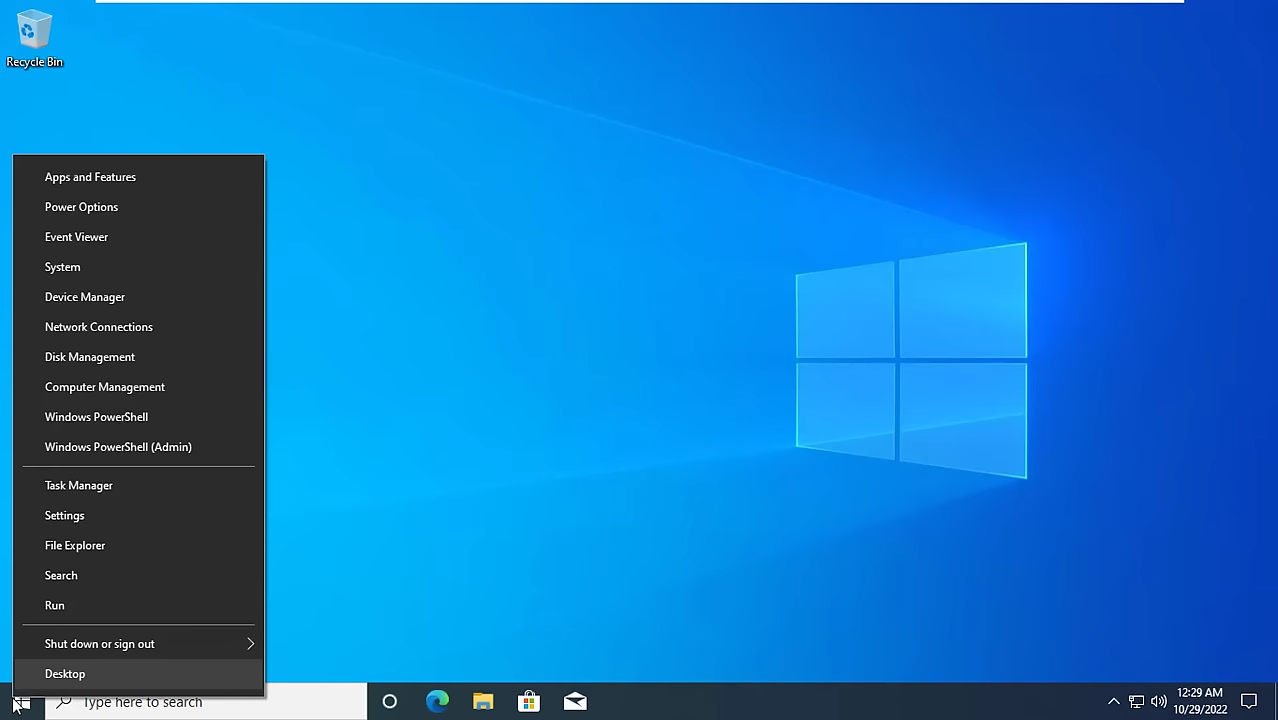 Recycle Bin
Apps and Features
Power Options
Event Viewer
System
Device Manager
Network Connections
Disk Management
Computer Management
Windows PowerShell
Windows PowerShell (Admin)
Task Manager
Settings
File Explorer
Search
Run
Shut down or sign out
Desktop
Type here to search
12:29 AM
10/29/2022